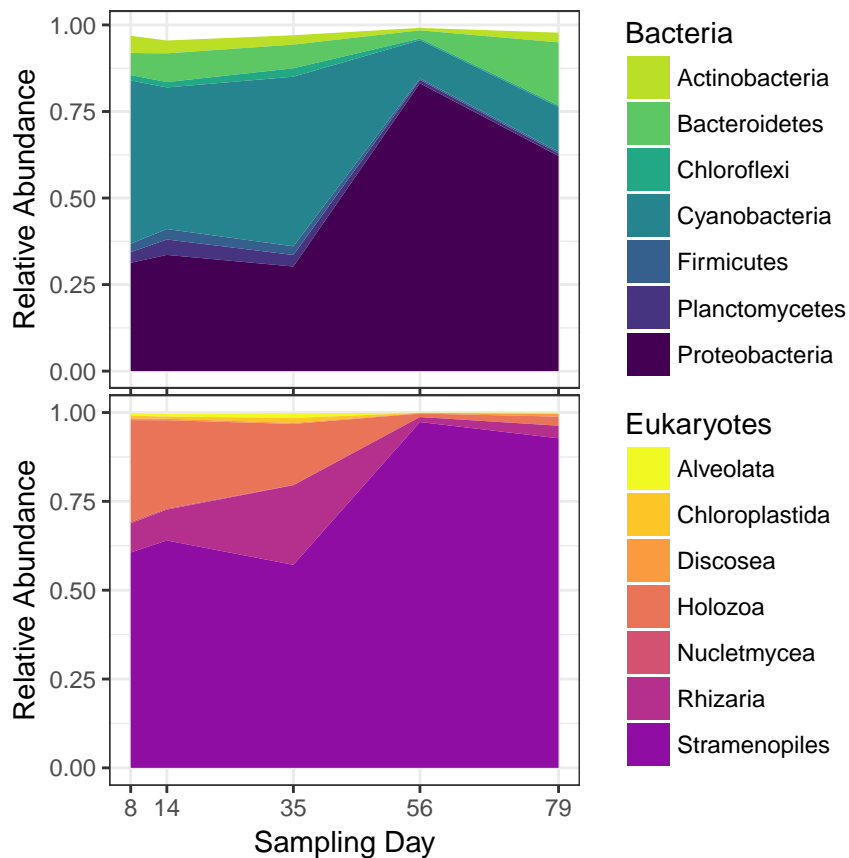 Relative Abundance
1.00
0.75
0.50
0.25
0.00
Bacteria
Actinobacteria
Bacteroidetes
Chloroflexi
Cyanobacteria
Firmicutes
Planctomycetes
Proteobacteria
Relative Abundance
1.00
0.75
0.50
0.25
0.00
Eukaryotes
Alveolata
Chloroplastida
Discosea
Holozoa
Nucletmycea
Rhizaria
Stramenopiles
8 14 35 56 79
Sampling Day